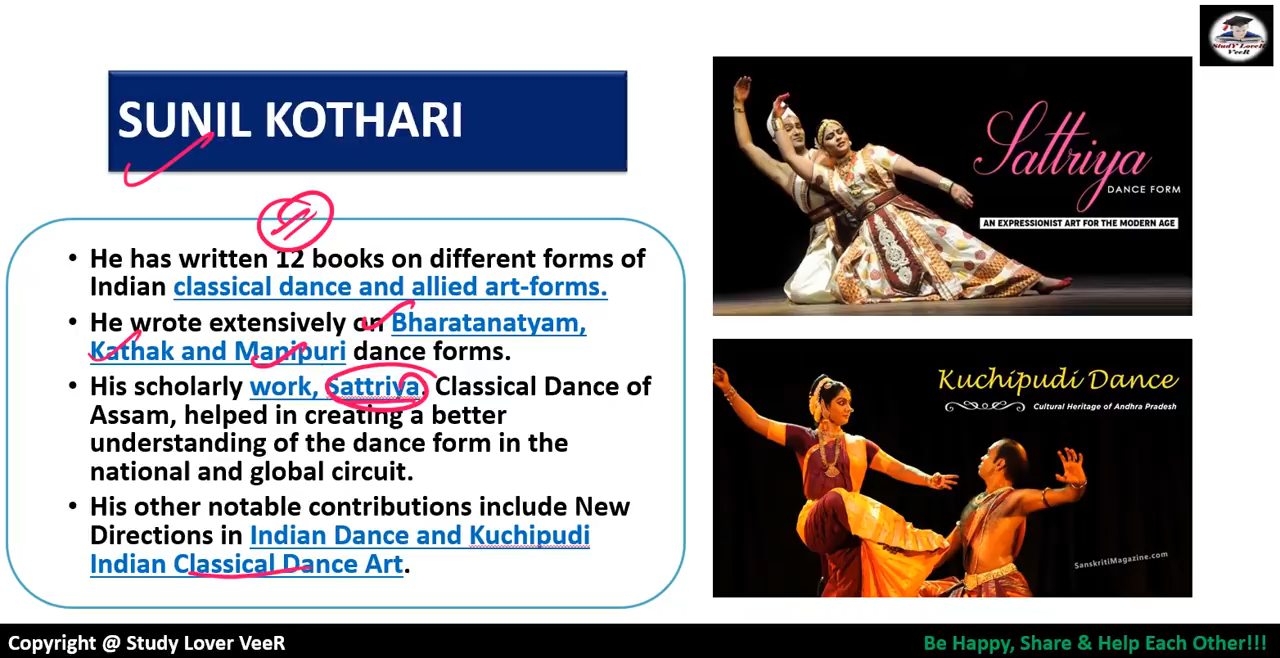 StudY LoveR
VeeR
SUNIL KOTHARI
• He has written 12 books on different forms of
Indian classical dance and allied art-forms.
• He wrote extensively on Bharatanatyam,
Kathak and Manipuri dance forms.
• His scholarly work, Sattriya, Classical Dance of
Assam, helped in creating a better
understanding of the dance form in the
national and global circuit.
• His other notable contributions include New
Directions in Indian Dance and Kuchipudi
Indian Classical Dance Art.
Sattriya
DANCE FORM
AN EXPRESSIONIST ART FOR THE MODERN AGE
Kuchipudi Dance
Cultural Heritage of Andhra Pradesh
SanskritiMagazine.com
Copyright @ Study Lover VeeR
Be Happy, Share & Help Each Other!!!